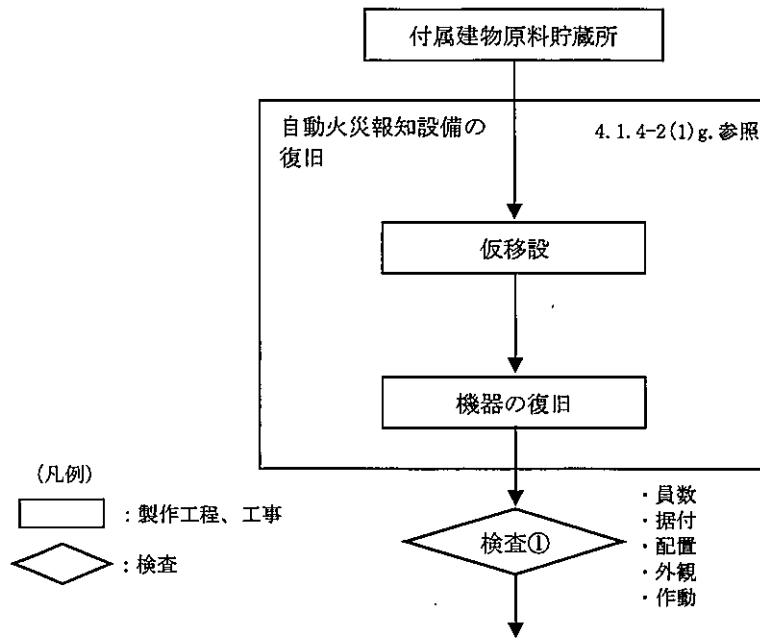 付属建物原料貯蔵所
自動火災報知設備の
復旧
4.1.4-2(1)g.参照
仮移設
機器の復旧
(凡例)
:製作工程、工事
:検査
検査①
・員数
・据付
・配置
・外観
・作動